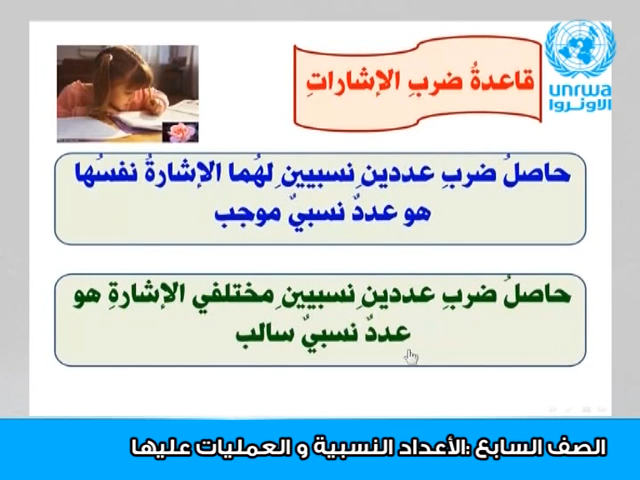 قاعدةُ ضربِ الإشاراتِ
unrwa
الأونروا
حاصلُ ضربِ عددينِ نسبيينِ لهُما الإشارةُ نفسُها
هو عددٌ نسبيٌ موجب
حاصلُ ضربِ عددينِ نسبيينِ مختلفي الإشارةِ هو
عددٌ نسبيٌ سالب
الصف السابع :الأعداد النسبية و العمليات عليها